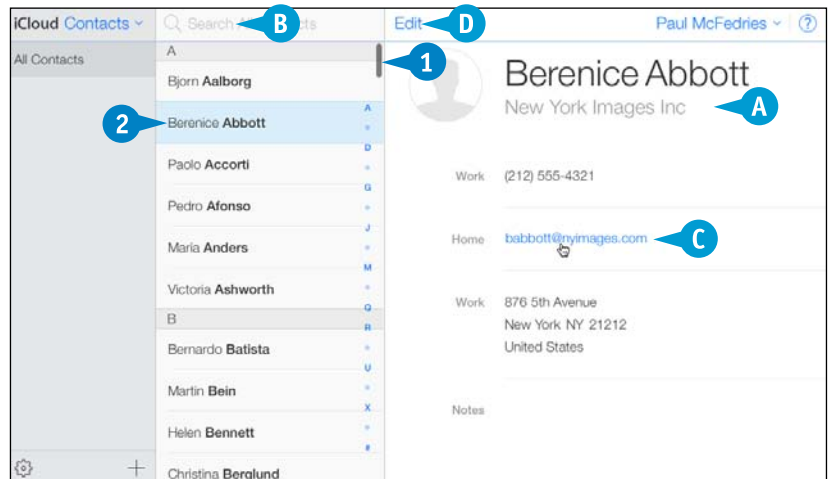 iCloud Contacts
Search All Contacts
B
Edit
D
Paul McFedries
?
All Contacts
A
1
Bjorn Aalborg
2
Berenice Abbott
Paolo Accorti
Pedro Afonso
Maria Anders
Victoria Ashworth
B
Bernardo Batista
Martin Bein
Helen Bennett
Christina Berglund
A
D
G
J
M
Q
R
U
X
#
Berenice Abbott
New York Images Inc
A
Work (212) 555-4321
Home babbott@nyimages.com
C
Work 876 5th Avenue
New York NY 21212
United States
Notes